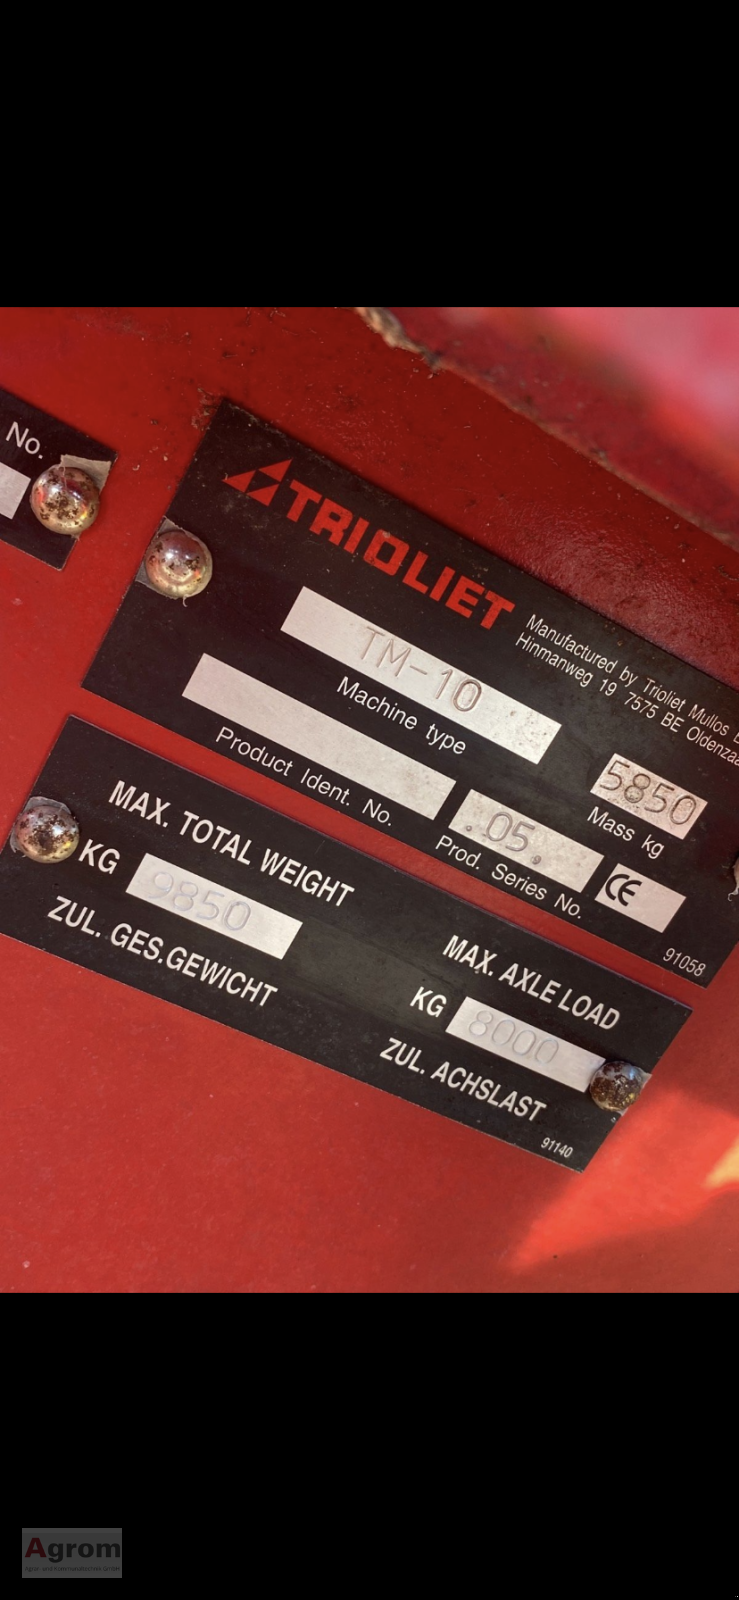 No.
TRIOLIET
Manufactured by Trioliet Mullos
Hinmanweg 19 7575 BE Oldenzaa
TM-10
Machine type
5850
Mass kg
Product Ident. No.
.05.
Prod. Series No.
CE
91058
MAX. TOTAL WEIGHT
KG 9850
ZUL. GES.GEWICHT
MAX. AXLE LOAD
KG 8000
ZUL. ACHSLAST
91140
Agrom